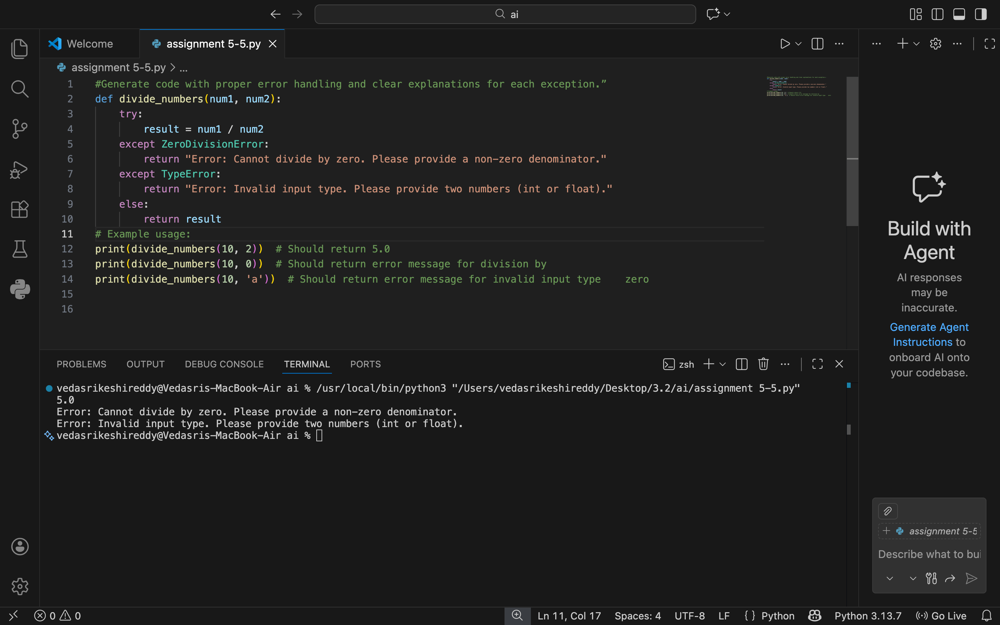 ai
Welcome
assignment 5-5.py
assignment 5-5.py > ...
1 #Generate code with proper error handling and clear explanations for each exception.”
2 def divide_numbers(num1, num2):
3     try:
4         result = num1 / num2
5     except ZeroDivisionError:
6         return "Error: Cannot divide by zero. Please provide a non-zero denominator."
7     except TypeError:
8         return "Error: Invalid input type. Please provide two numbers (int or float)."
9     else:
10         return result
11 # Example usage:
12 print(divide_numbers(10, 2))  # Should return 5.0
13 print(divide_numbers(10, 0))  # Should return error message for division by
14 print(divide_numbers(10, 'a'))  # Should return error message for invalid input type    zero
15
16
Build with
Agent
AI responses
may be
inaccurate.
Generate Agent
Instructions to
onboard AI onto
your codebase.
PROBLEMS OUTPUT DEBUG CONSOLE TERMINAL PORTS
zsh
vedasrikeshireddy@Vedasris-MacBook-Air ai % /usr/local/bin/python3 "/Users/vedasrikeshireddy/Desktop/3.2/ai/assignment 5-5.py"
5.0
Error: Cannot divide by zero. Please provide a non-zero denominator.
Error: Invalid input type. Please provide two numbers (int or float).
vedasrikeshireddy@Vedasris-MacBook-Air ai %
assignment 5-5
Describe what to bui
0 0
Ln 11, Col 17 Spaces: 4 UTF-8 LF {} Python Python 3.13.7 Go Live